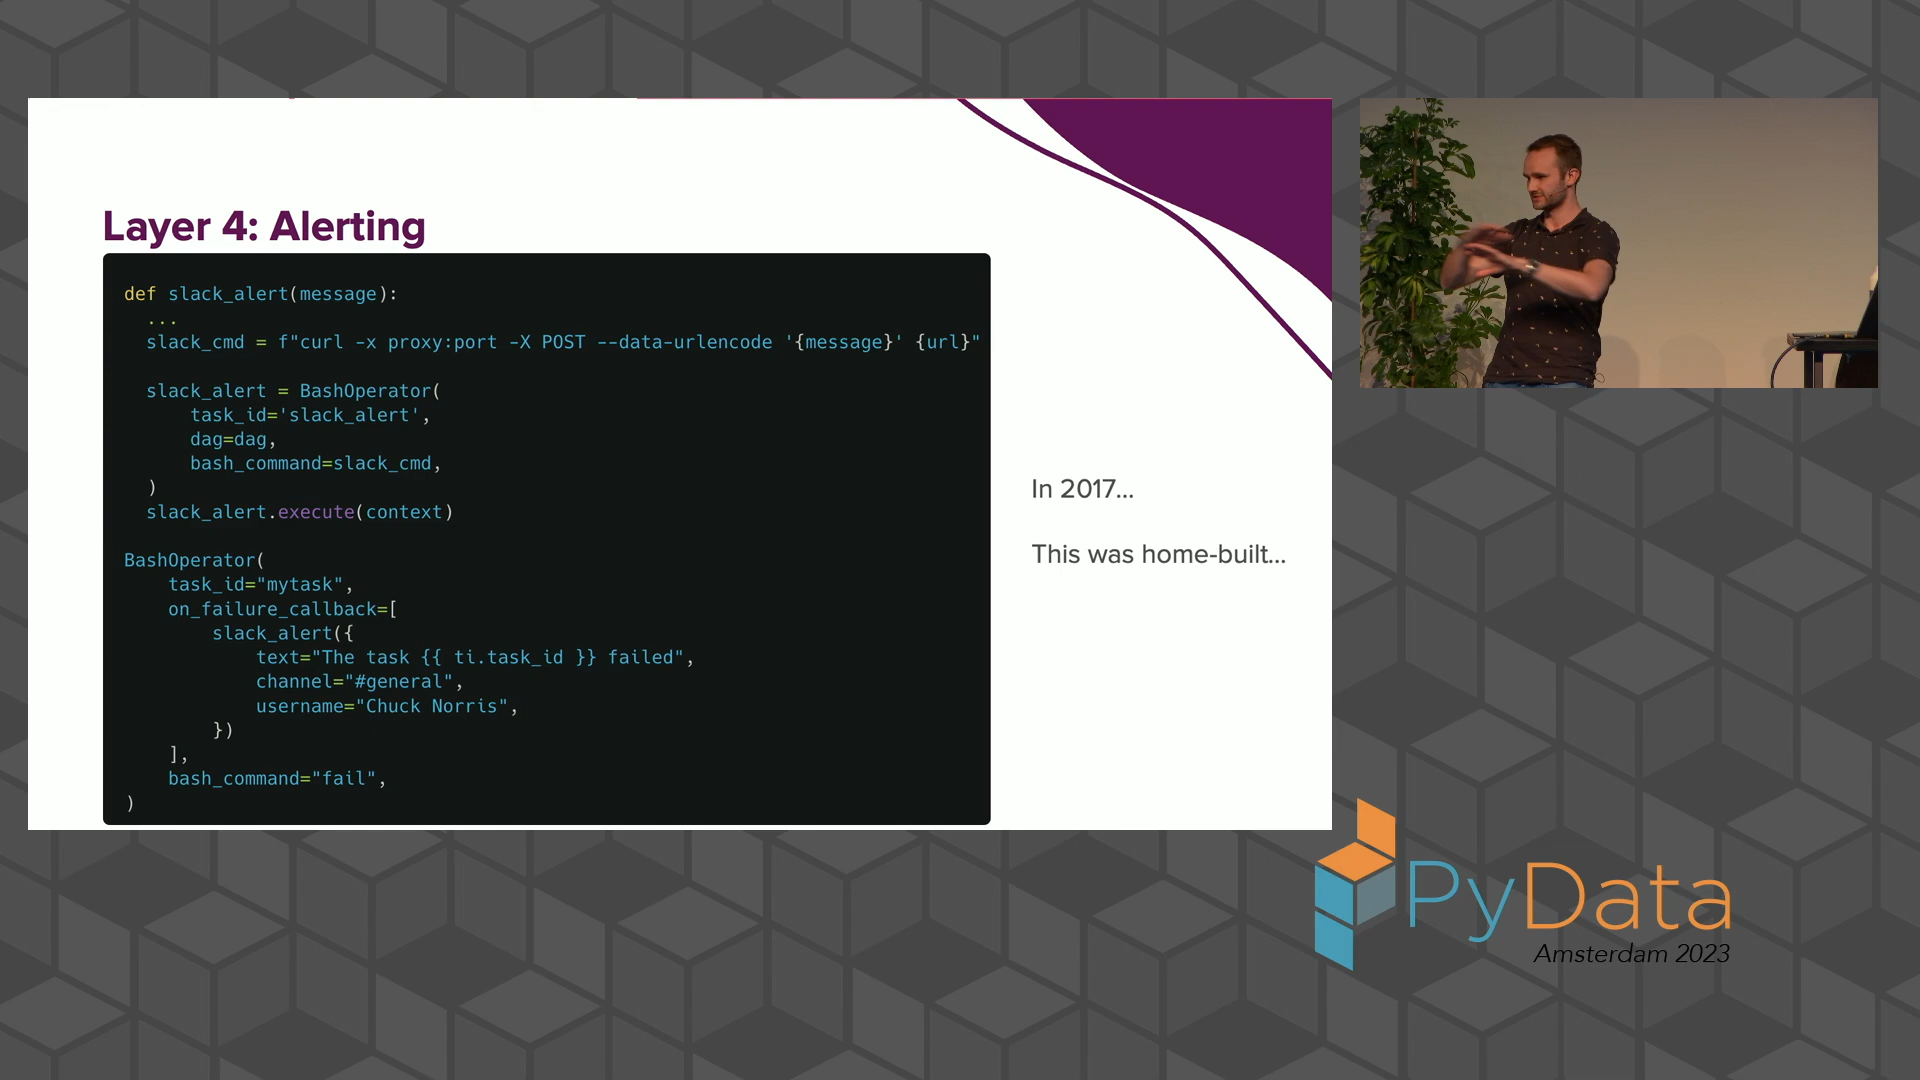 Layer 4: Alerting
def slack_alert(message):
  ...
  slack_cmd = f"curl -x proxy:port -X POST --data-urlencode '{message}' {url}"
  slack_alert = BashOperator(
      task_id='slack_alert',
      dag=dag,
      bash_command=slack_cmd,
  )
  slack_alert.execute(context)
BashOperator(
    task_id="mytask",
    on_failure_callback=[
        slack_alert({
            text="The task {{ ti.task_id }} failed",
            channel="#general",
            username="Chuck Norris",
        })
    ],
    bash_command="fail",
)
In 2017...
This was home-built...
PyData
Amsterdam 2023